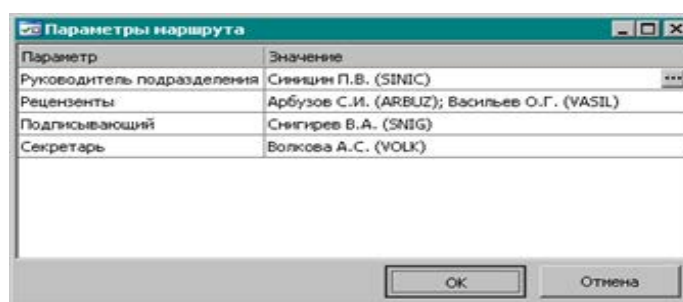 Параметры маршрута
Параметр Значение
Руководитель подразделения Синицин П.В. (SINIC) ...
Рецензенты Арбузов С.И. (ARBUZ); Васильев О.Г. (VASIL)
Подписывающий Снигирев В.А. (SNIG)
Секретарь Волкова А.С. (VOLK)
OK Отмена